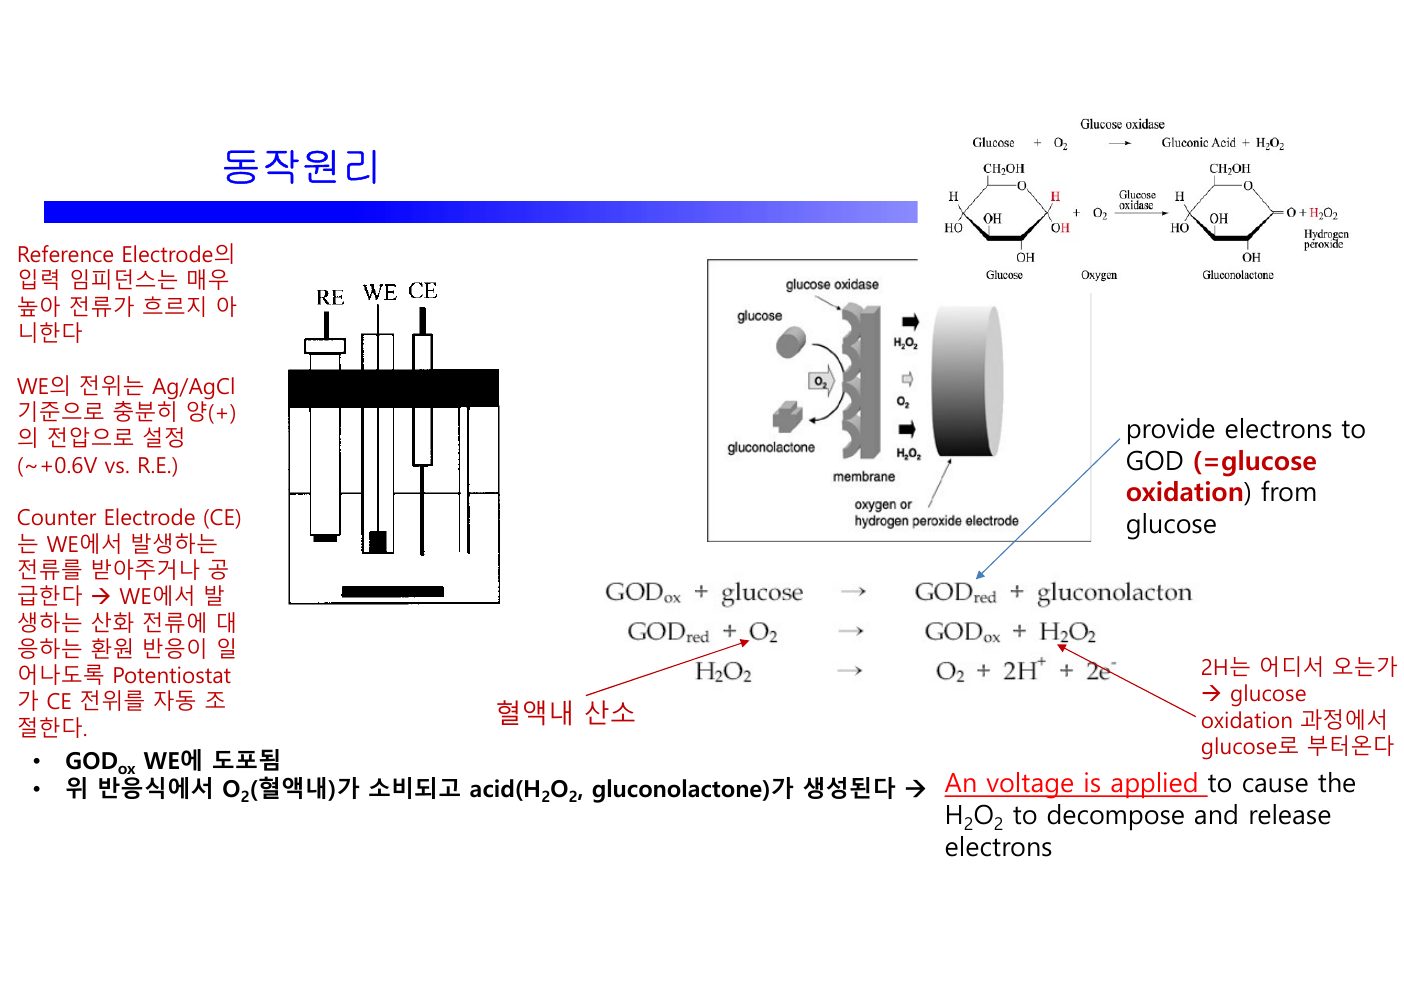 동작원리
Glucose oxidase
Glucose + O₂ → Gluconic Acid + H₂O₂
CH₂OH
O
H
H
OH
HO
OH
OH
Glucose
+ O₂
Oxygen
Glucose
oxidase
CH₂OH
O
H
OH
HO
OH
O + H₂O₂
Hydrogen
peroxide
Gluconolactone
Reference Electrode의
입력 임피던스는 매우
높아 전류가 흐르지 아
니한다
WE의 전위는 Ag/AgCl
기준으로 충분히 양(+)
의 전압으로 설정
(~+0.6V vs. R.E.)
Counter Electrode (CE)
는 WE에서 발생하는
전류를 받아주거나 공
급한다 → WE에서 발
생하는 산화 전류에 대
응하는 환원 반응이 일
어나도록 Potentiostat
가 CE 전위를 자동 조
절한다.
RE WE CE
glucose oxidase
glucose
O₂
gluconolactone
H₂O₂
O₂
H₂O₂
membrane
oxygen or
hydrogen peroxide electrode
provide electrons to
GOD (=glucose
oxidation) from
glucose
GODox + glucose → GODred + gluconolacton
GODred + O₂ → GODox + H₂O₂
H₂O₂ → O₂ + 2H⁺ + 2e⁻
혈액내 산소
2H는 어디서 오는가
→ glucose
oxidation 과정에서
glucose로 부터온다
• GODox WE에 도포됨
• 위 반응식에서 O₂(혈액내)가 소비되고 acid(H₂O₂, gluconolactone)가 생성된다 →
An voltage is applied to cause the
H₂O₂ to decompose and release
electrons